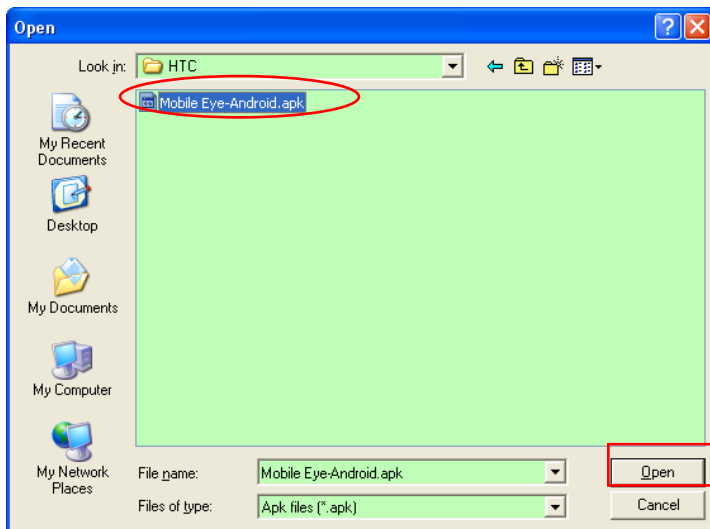 Open
Look in: HTC
Mobile Eye-Android.apk
My Recent
Documents
Desktop
My Documents
My Computer
My Network
Places
File name: Mobile Eye-Android.apk Open
Files of type: Apk files (*.apk) Cancel